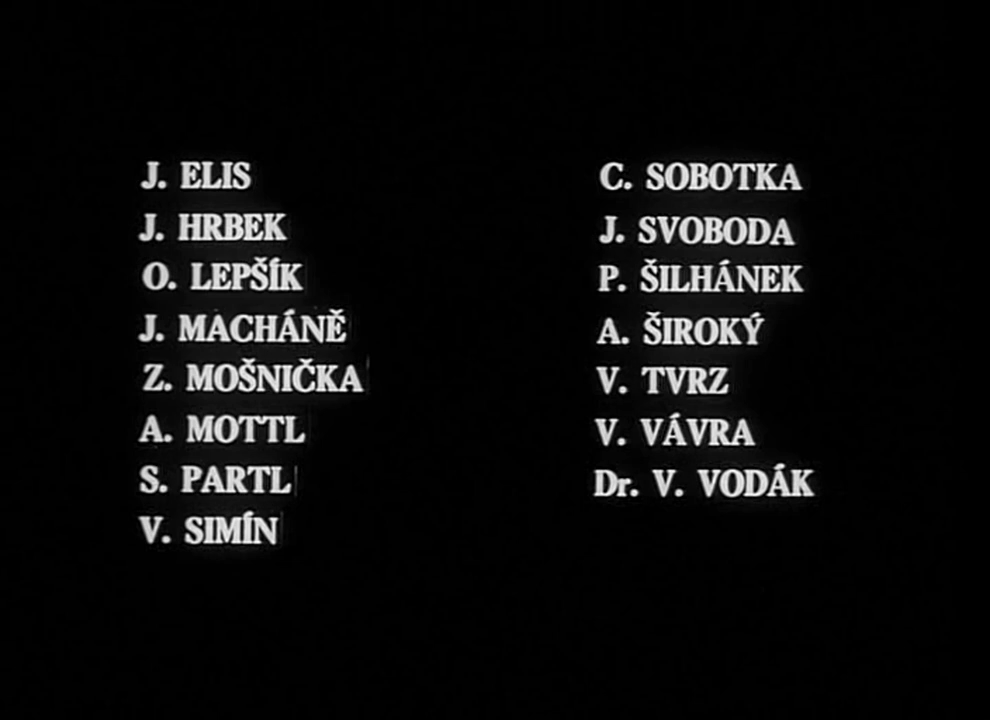 J. ELIS
J. HRBEK
O. LEPŠÍK
J. MACHÁNĚ
Z. MOŠNIČKA
A. MOTTL
S. PARTL
V. SIMÍN
C. SOBOTKA
J. SVOBODA
P. ŠILHÁNEK
A. ŠIROKÝ
V. TVRZ
V. VÁVRA
Dr. V. VODÁK